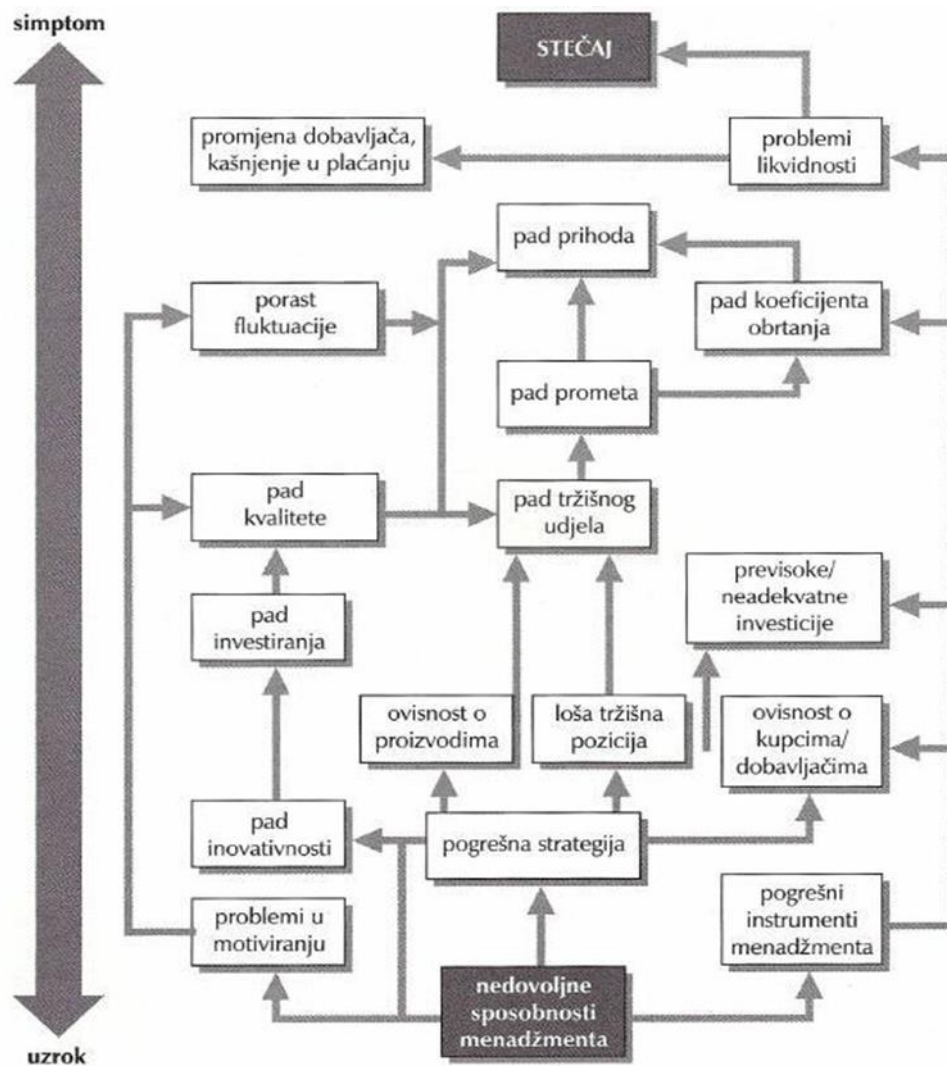 simptom
STEČAJ
promjena dobavljača,
kašnjenje u plaćanju
problemi
likvidnosti
pad prihoda
porast
fluktuacije
pad koeficijenta
obrtanja
pad prometa
pad
kvalitete
pad tržišnog
udjela
previsoke/
neadekvatne
investicije
pad
investiranja
ovisnost o
proizvodima
loša tržišna
pozicija
ovisnost o
kupcima/
dobavljačima
pad
inovativnosti
pogrešna strategija
problemi u
motiviranju
pogrešni
instrumenti
menadžmenta
nedovoljne
sposobnosti
menadžmenta
uzrok